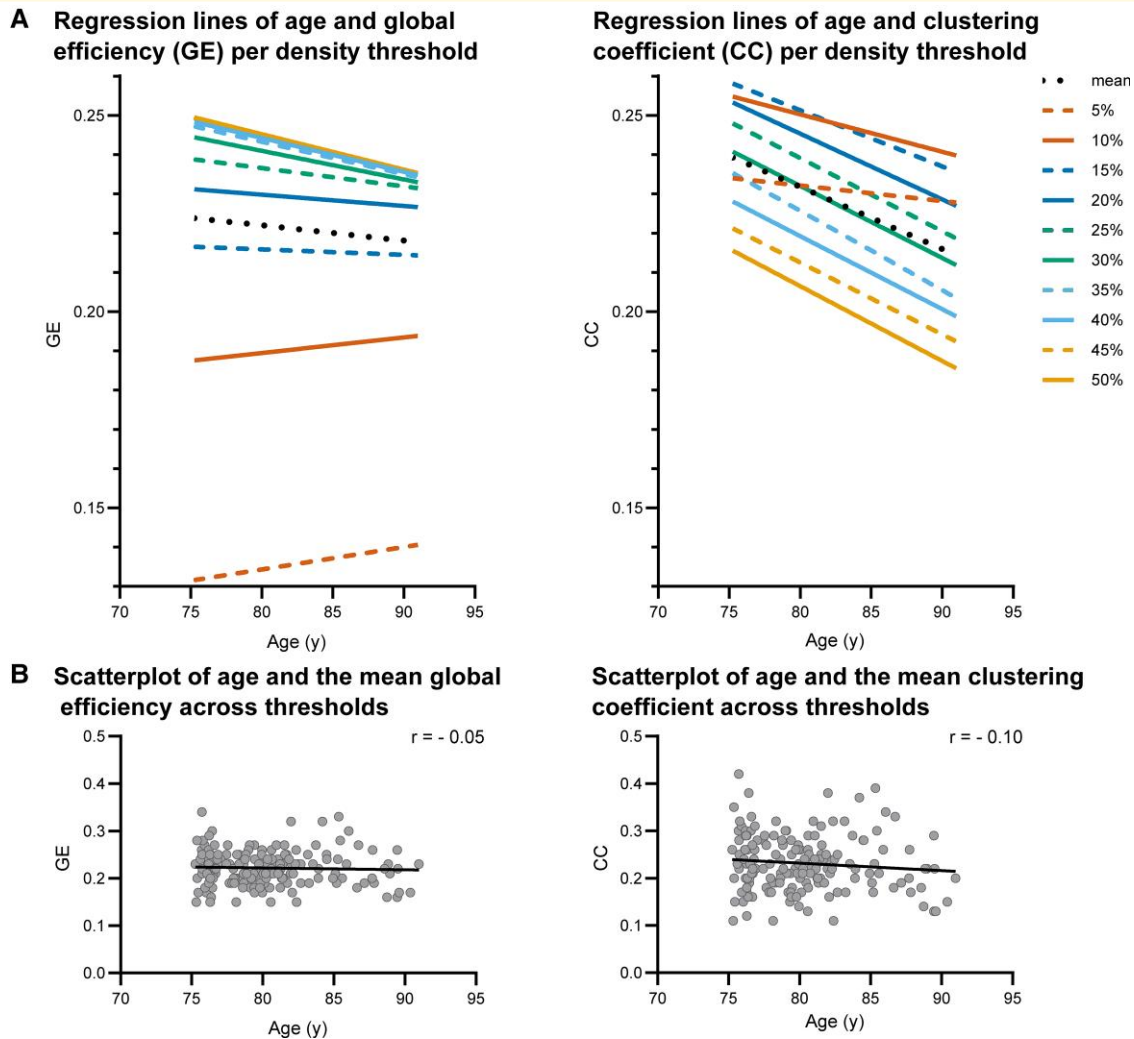 A Regression lines of age and global
efficiency (GE) per density threshold
0.25
0.20
0.15
GE
70 75 80 85 90 95
Age (y)
Regression lines of age and clustering
coefficient (CC) per density threshold
0.25
0.20
0.15
CC
70 75 80 85 90 95
Age (y)
mean
5%
10%
15%
20%
25%
30%
35%
40%
45%
50%
B Scatterplot of age and the mean global
efficiency across thresholds
r = - 0.05
0.5
0.4
0.3
0.2
0.1
0.0
GE
70 75 80 85 90 95
Age (y)
Scatterplot of age and the mean clustering
coefficient across thresholds
r = - 0.10
0.5
0.4
0.3
0.2
0.1
0.0
CC
70 75 80 85 90 95
Age (y)